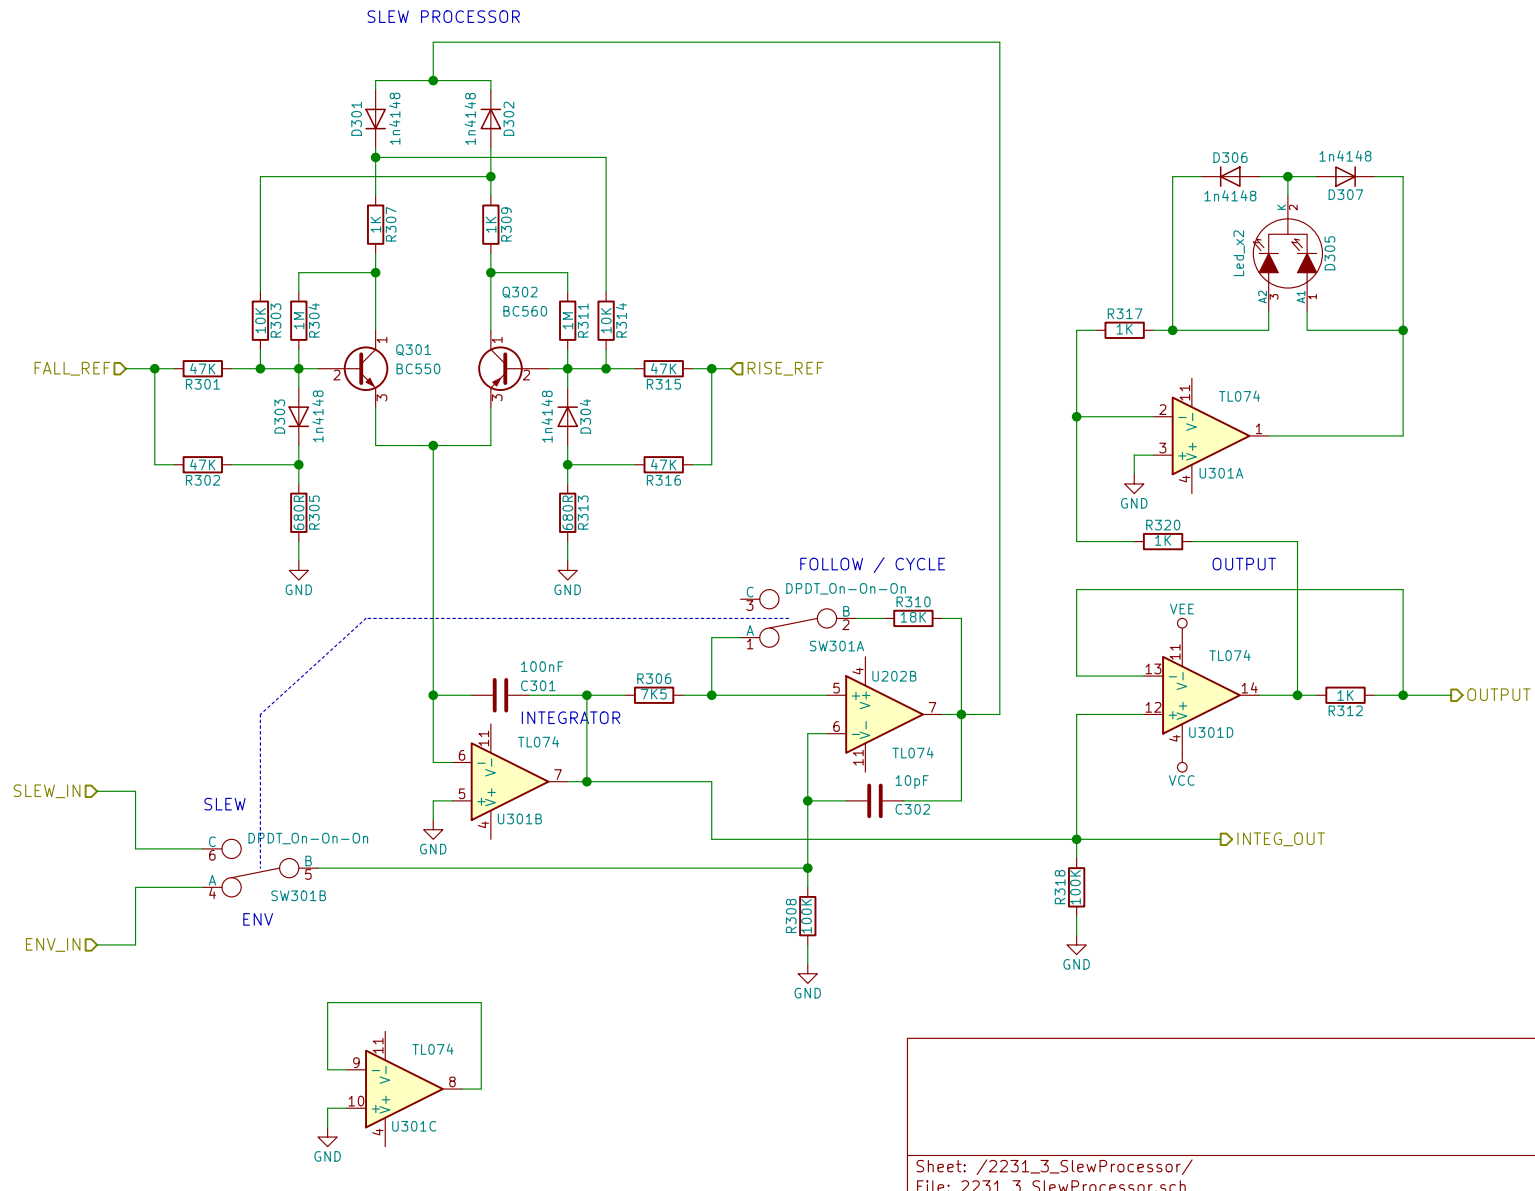 SLEW PROCESSOR
D301
1n4148
1n4148
D302
1K
R307
1K
R309
10K
R303
1M
R304
Q302
BC560
1M
R311
10K
R314
FALL_REF
47K
R301
Q301
BC550
1
2
3
1
2
3
47K
R315
RISE_REF
D303
1n4148
1n4148
D304
47K
R302
47K
R316
680R
R305
680R
R313
GND
GND
D306
1n4148
1n4148
D307
K
2
Led_x2
D305
A2
3
A1
1
R317
1K
11
TL074
2
3
1
-
V-
+
V+
4
U301A
GND
R320
1K
OUTPUT
FOLLOW / CYCLE
C
3
DPDT_On-On-On
B
2
A
1
SW301A
R310
18K
VEE
11
TL074
13
12
14
-
V-
+
V+
4
U301D
VCC
1K
R312
OUTPUT
100nF
C301
INTEGRATOR
R306
7K5
4
U202B
5
6
7
+
V+
-
V-
11
TL074
11
TL074
6
5
7
-
V-
+
V+
4
U301B
GND
10pF
C302
SLEW_IN
SLEW
C
6
DPDT_On-On-On
B
5
A
4
SW301B
ENV
ENV_IN
INTEG_OUT
R308
100K
GND
R318
100K
GND
11
TL074
9
10
8
-
V-
+
V+
4
U301C
GND
Sheet: /2231_3_SlewProcessor/
File: 2231_3_SlewProcessor.sch